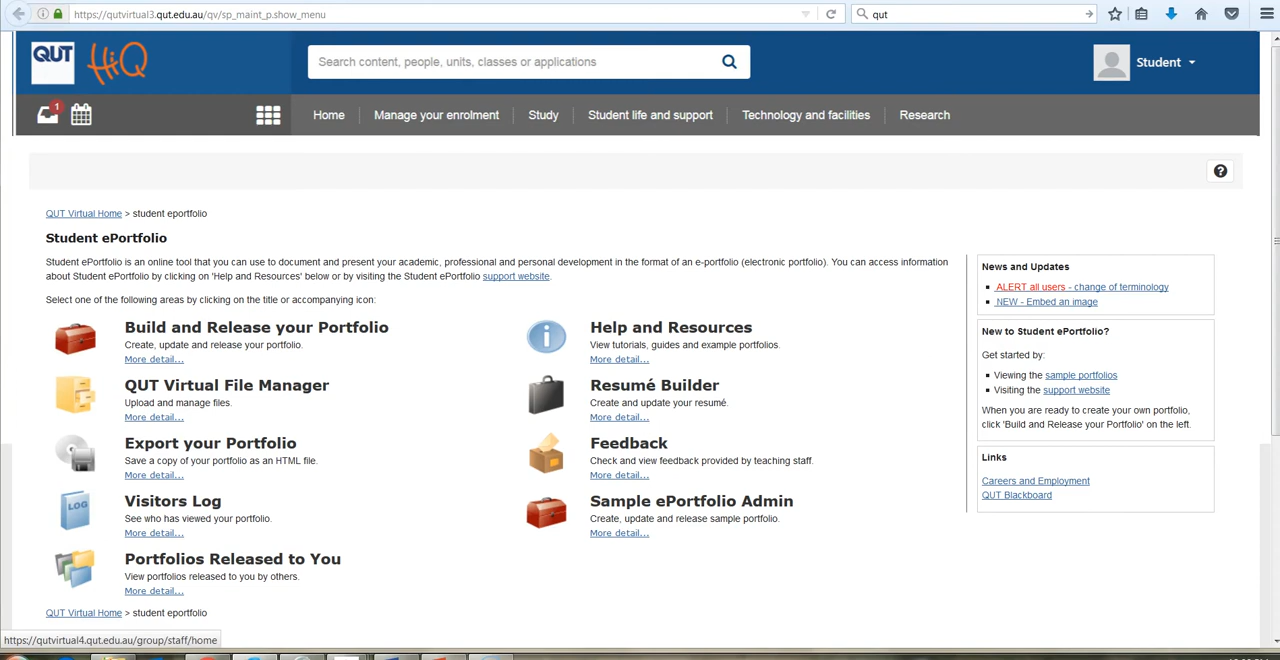 https://qutvirtual3.qut.edu.au/qv/sp_maint_p.show_menu
qut
QUT HiQ
Search content, people, units, classes or applications
Student
1
Home Manage your enrolment Study Student life and support Technology and facilities Research
QUT Virtual Home > student eportfolio
Student ePortfolio
Student ePortfolio is an online tool that you can use to document and present your academic, professional and personal development in the format of an e-portfolio (electronic portfolio). You can access information
about Student ePortfolio by clicking on 'Help and Resources' below or by visiting the Student ePortfolio support website.
Select one of the following areas by clicking on the title or accompanying icon:
Build and Release your Portfolio
Create, update and release your portfolio.
More detail...
QUT Virtual File Manager
Upload and manage files.
More detail...
Export your Portfolio
Save a copy of your portfolio as an HTML file.
More detail...
LOG
Visitors Log
See who has viewed your portfolio.
More detail...
Portfolios Released to You
View portfolios released to you by others.
More detail...
Help and Resources
View tutorials, guides and example portfolios.
More detail...
Resumé Builder
Create and update your resumé.
More detail...
Feedback
Check and view feedback provided by teaching staff.
More detail...
Sample ePortfolio Admin
Create, update and release sample portfolio.
More detail...
News and Updates
ALERT all users - change of terminology
NEW - Embed an image
New to Student ePortfolio?
Get started by:
Viewing the sample portfolios
Visiting the support website
When you are ready to create your own portfolio,
click 'Build and Release your Portfolio' on the left.
Links
Careers and Employment
QUT Blackboard
QUT Virtual Home > student eportfolio
https://qutvirtual4.qut.edu.au/group/staff/home